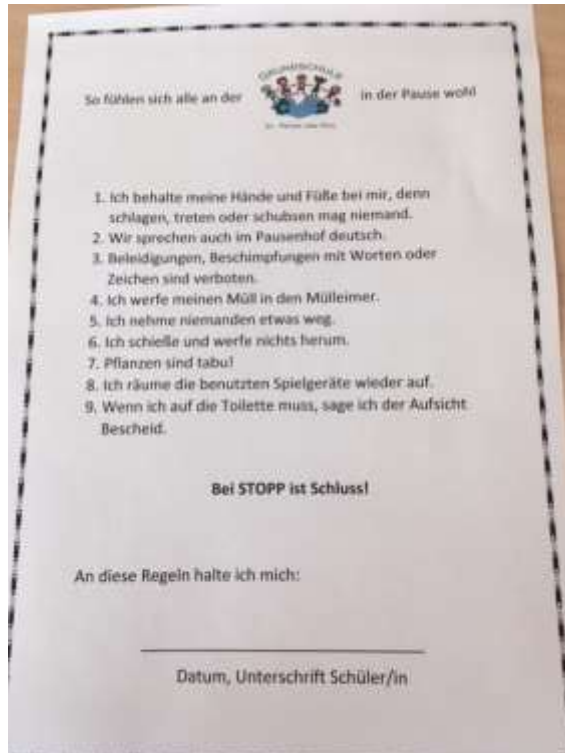 So fühlen sich alle an der
GRUNDSCHULE
in der Pause wohl
1. Ich behalte meine Hände und Füße bei mir, denn
schlagen, treten oder schubsen mag niemand.
2. Wir sprechen auch im Pausenhof deutsch.
3. Beleidigungen, Beschimpfungen mit Worten oder
Zeichen sind verboten.
4. Ich werfe meinen Müll in den Mülleimer.
5. Ich nehme niemanden etwas weg.
6. Ich schieße und werfe nichts herum.
7. Pflanzen sind tabu!
8. Ich räume die benutzten Spielgeräte wieder auf.
9. Wenn ich auf die Toilette muss, sage ich der Aufsicht
Bescheid.
Bei STOPP ist Schluss!
An diese Regeln halte ich mich:
Datum, Unterschrift Schüler/in